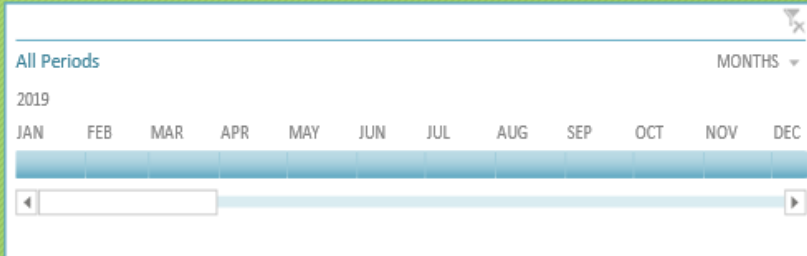 All Periods MONTHS
2019
JAN FEB MAR APR MAY JUN JUL AUG SEP OCT NOV DEC